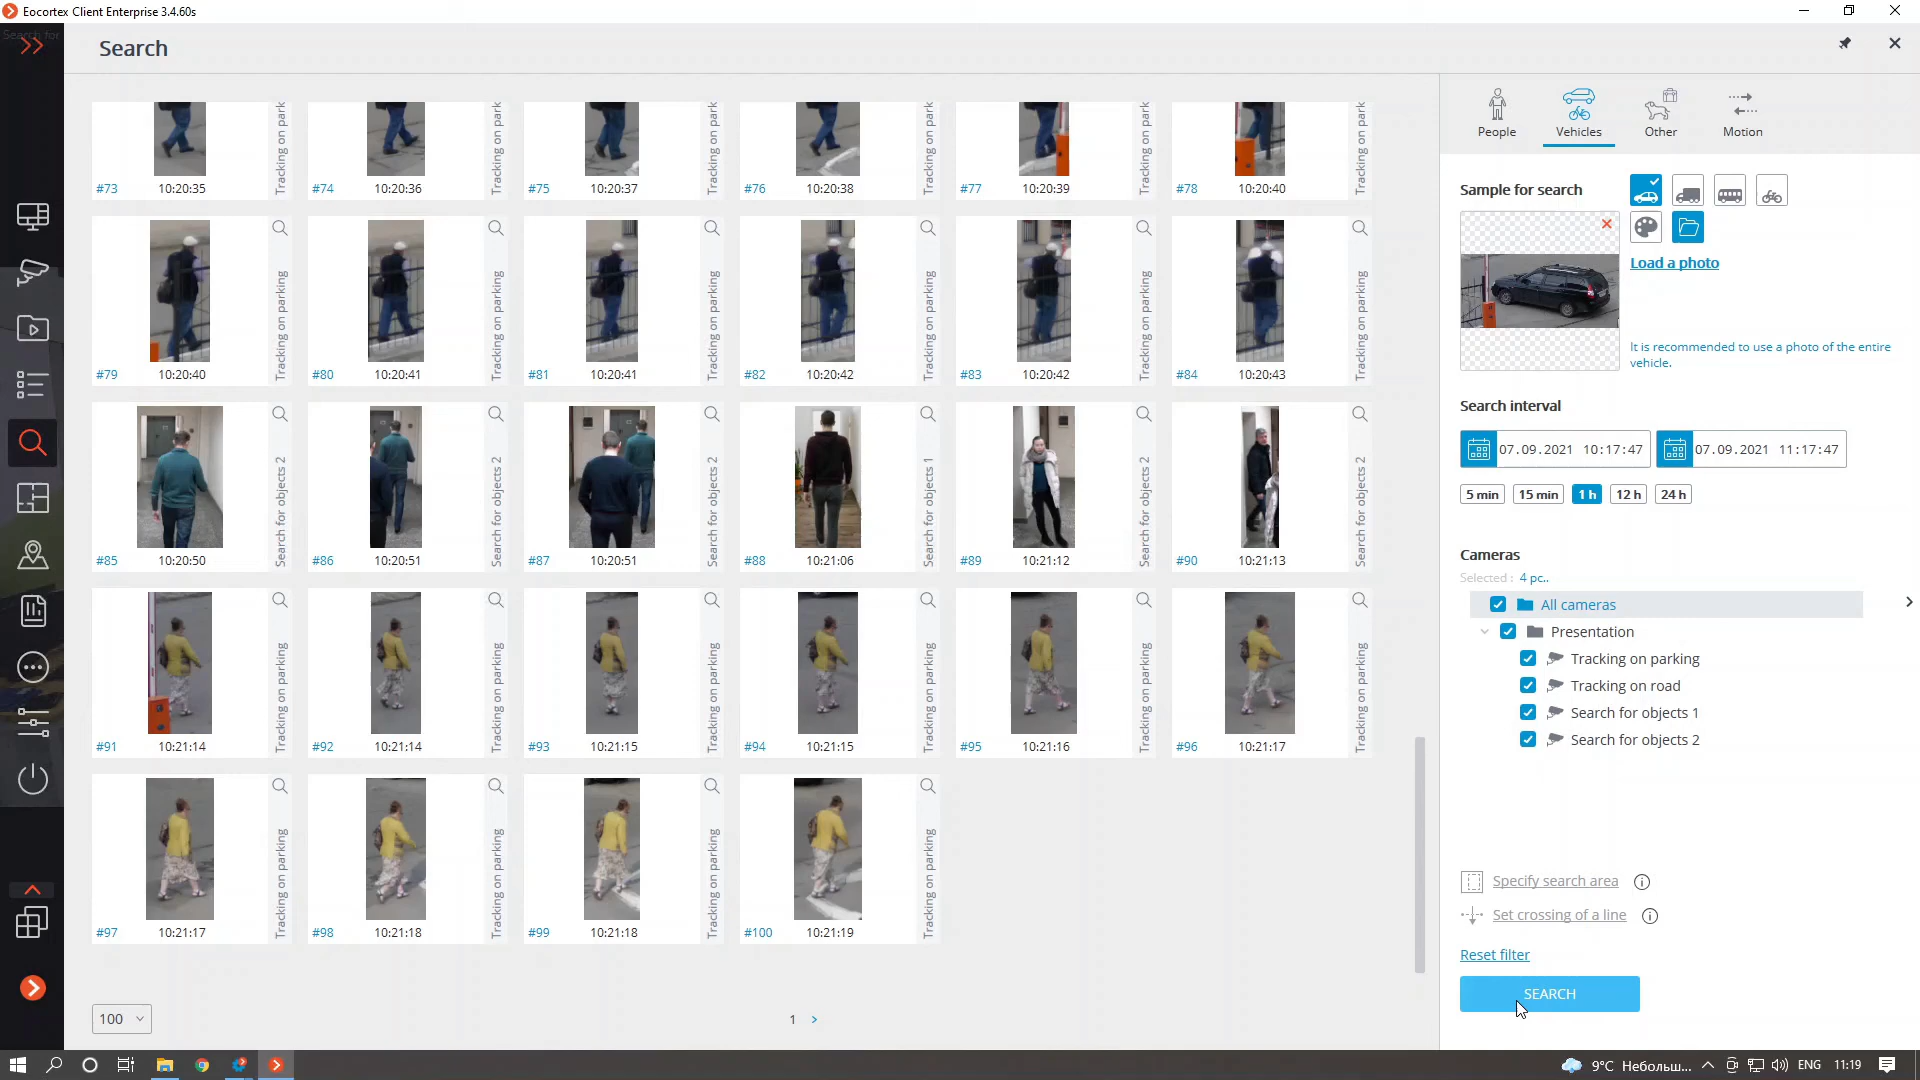 Eocortex Client Enterprise 3.4.60s
Search for
Search
People
Vehicles
Other
Motion
Tracking on park
Tracking on park
Tracking on park
Tracking on park
Tracking on park
Tracking on park
#73 10:20:35
#74 10:20:36
#75 10:20:37
#76 10:20:38
#77 10:20:39
#78 10:20:40
Tracking on parking
Tracking on parking
Tracking on parking
Tracking on parking
Tracking on parking
Tracking on parking
#79 10:20:40
#80 10:20:41
#81 10:20:41
#82 10:20:42
#83 10:20:42
#84 10:20:43
Search for objects 2
Search for objects 2
Search for objects 2
Search for objects 1
Search for objects 2
Search for objects 2
#85 10:20:50
#86 10:20:51
#87 10:20:51
#88 10:21:06
#89 10:21:12
#90 10:21:13
Tracking on parking
Tracking on parking
Tracking on parking
Tracking on parking
Tracking on parking
Tracking on parking
#91 10:21:14
#92 10:21:14
#93 10:21:15
#94 10:21:15
#95 10:21:16
#96 10:21:17
Tracking on parking
Tracking on parking
Tracking on parking
Tracking on parking
#97 10:21:17
#98 10:21:18
#99 10:21:18
#100 10:21:19
100
1
Sample for search
Load a photo
It is recommended to use a photo of the entire
vehicle.
Search interval
07.09.2021 10:17:47
07.09.2021 11:17:47
5 min 15 min 1 h 12 h 24 h
Cameras
Selected : 4 pc..
All cameras
Presentation
Tracking on parking
Tracking on road
Search for objects 1
Search for objects 2
Specify search area
Set crossing of a line
Reset filter
SEARCH
9°C Небольш... ENG 11:19